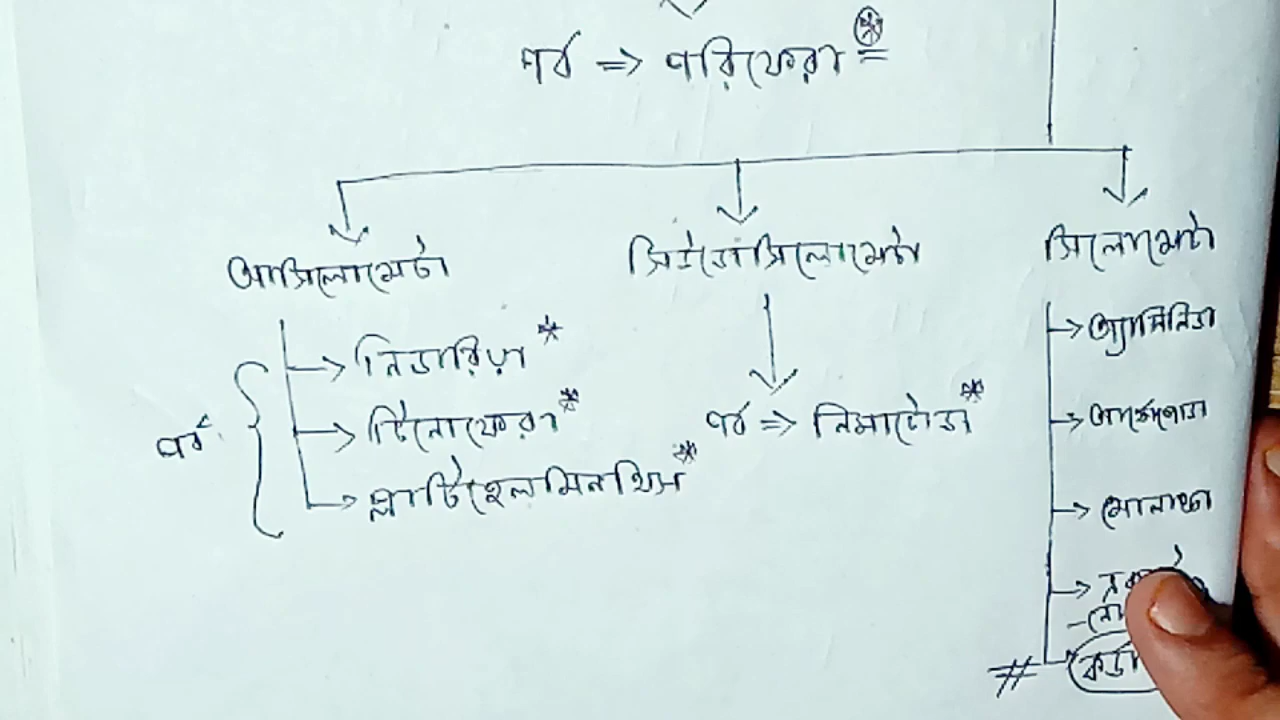 পর্ব ⇒ পরিফেরা *
অ্যাসিলোমেটা
সিউডোসিলোমেটা
সিলোমেটা
পর্ব
→ নিডারিয়া *
→ টিনোফেরা *
→ প্লাটিহেলমিনথিস *
পর্ব ⇒ নিমাটোডা *
→ অ্যানিলিডা
→ আর্থ্রোপোডা
→ মোলাস্কা
#